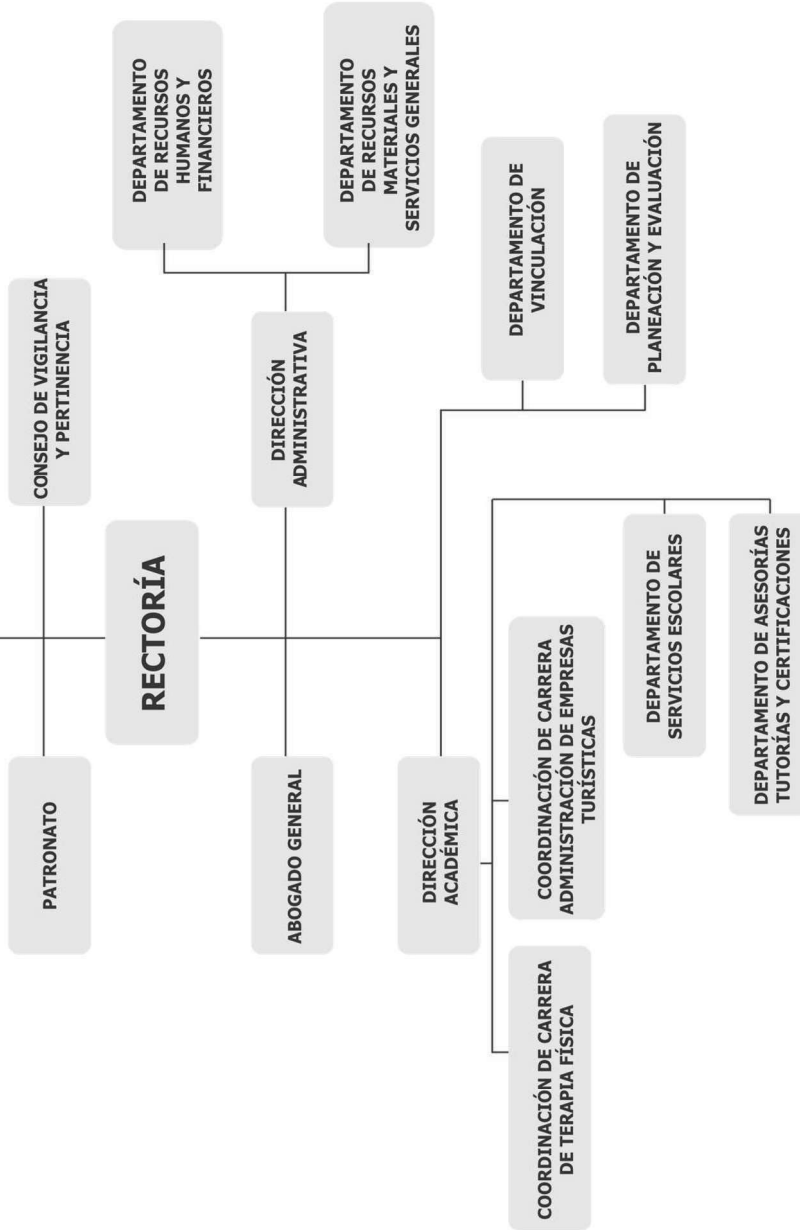 PATRONATO
CONSEJO DE VIGILANCIA
Y PERTINENCIA
RECTORÍA
ABOGADO GENERAL
DIRECCIÓN
ADMINISTRATIVA
DEPARTAMENTO
DE RECURSOS
HUMANOS Y
FINANCIEROS
DEPARTAMENTO
DE RECURSOS
MATERIALES Y
SERVICIOS GENERALES
DIRECCIÓN
ACADÉMICA
COORDINACIÓN DE CARRERA
DE TERAPIA FÍSICA
COORDINACIÓN DE CARRERA
ADMINISTRACIÓN DE EMPRESAS
TURÍSTICAS
DEPARTAMENTO DE
VINCULACIÓN
DEPARTAMENTO DE
PLANEACIÓN Y EVALUACIÓN
DEPARTAMENTO DE
SERVICIOS ESCOLARES
DEPARTAMENTO DE ASESORÍAS
TUTORÍAS Y CERTIFICACIONES